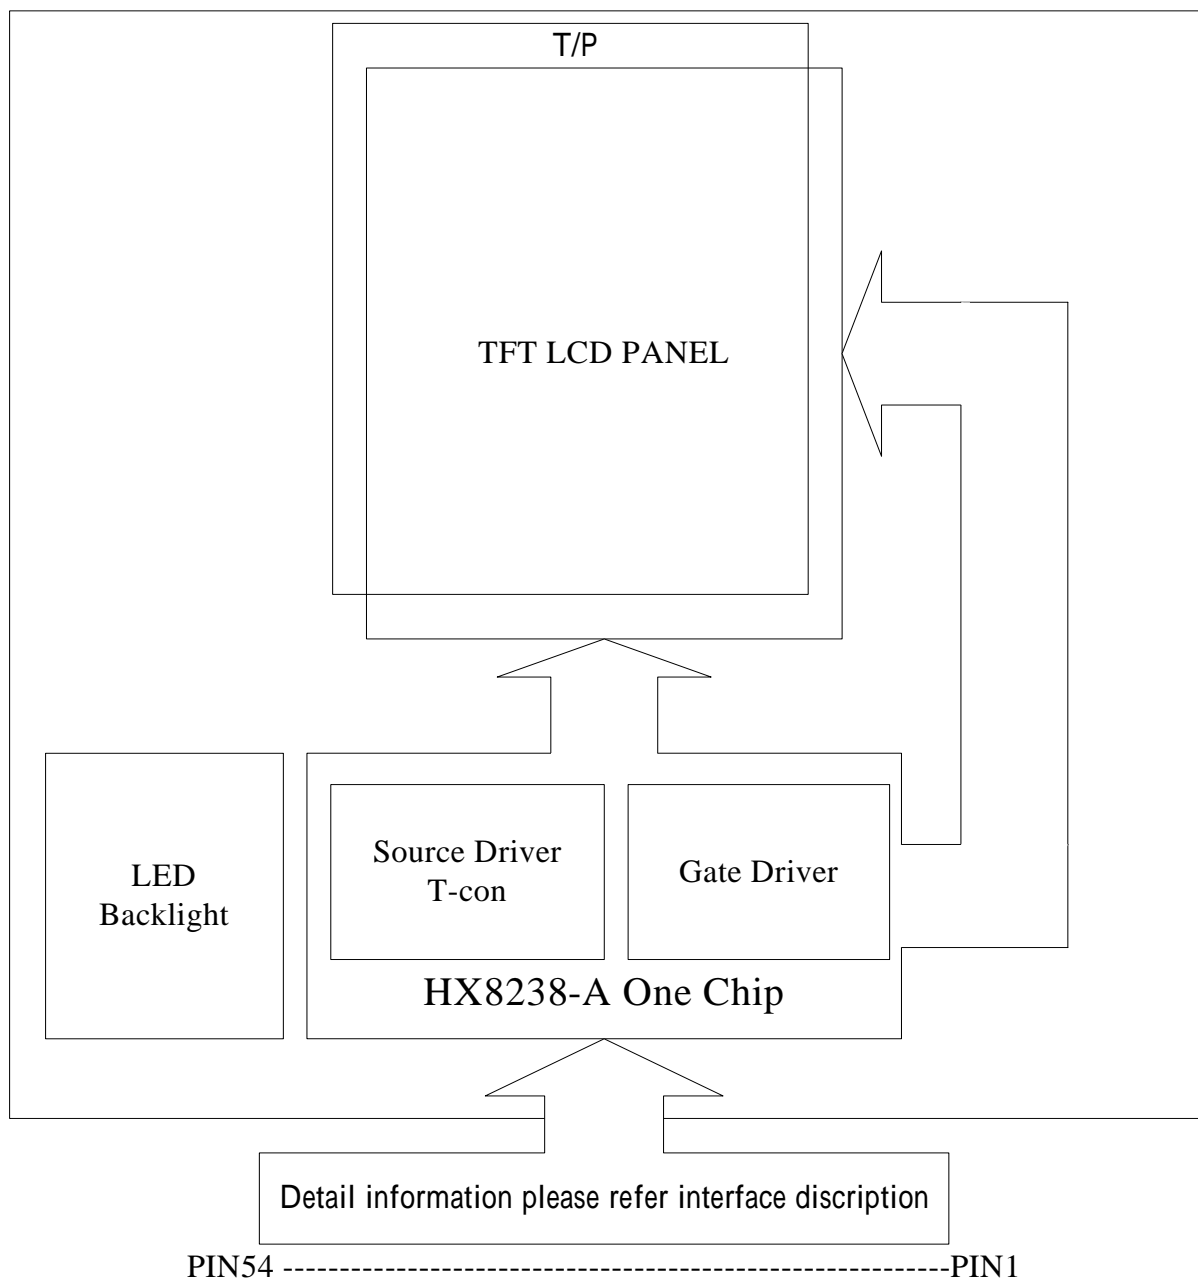 T/P
TFT LCD PANEL
LED
Backlight
Source Driver
T-con
Gate Driver
HX8238-A One Chip
Detail information please refer interface discription
PIN54 -----------------------------------------------------------PIN1